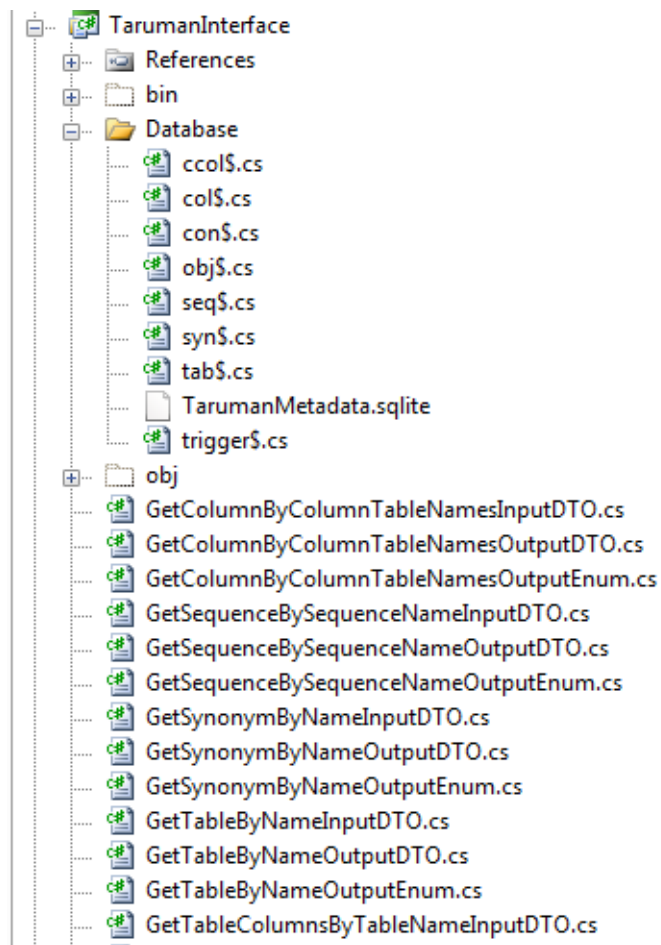 TarumanInterface
References
bin
Database
ccol$.cs
col$.cs
con$.cs
obj$.cs
seq$.cs
syn$.cs
tab$.cs
TarumanMetadata.sqlite
trigger$.cs
obj
GetColumnByColumnTableNamesInputDTO.cs
GetColumnByColumnTableNamesOutputDTO.cs
GetColumnByColumnTableNamesOutputEnum.cs
GetSequenceBySequenceNameInputDTO.cs
GetSequenceBySequenceNameOutputDTO.cs
GetSequenceBySequenceNameOutputEnum.cs
GetSynonymByNameInputDTO.cs
GetSynonymByNameOutputDTO.cs
GetSynonymByNameOutputEnum.cs
GetTableByNameInputDTO.cs
GetTableByNameOutputDTO.cs
GetTableByNameOutputEnum.cs
GetTableColumnsByTableNameInputDTO.cs